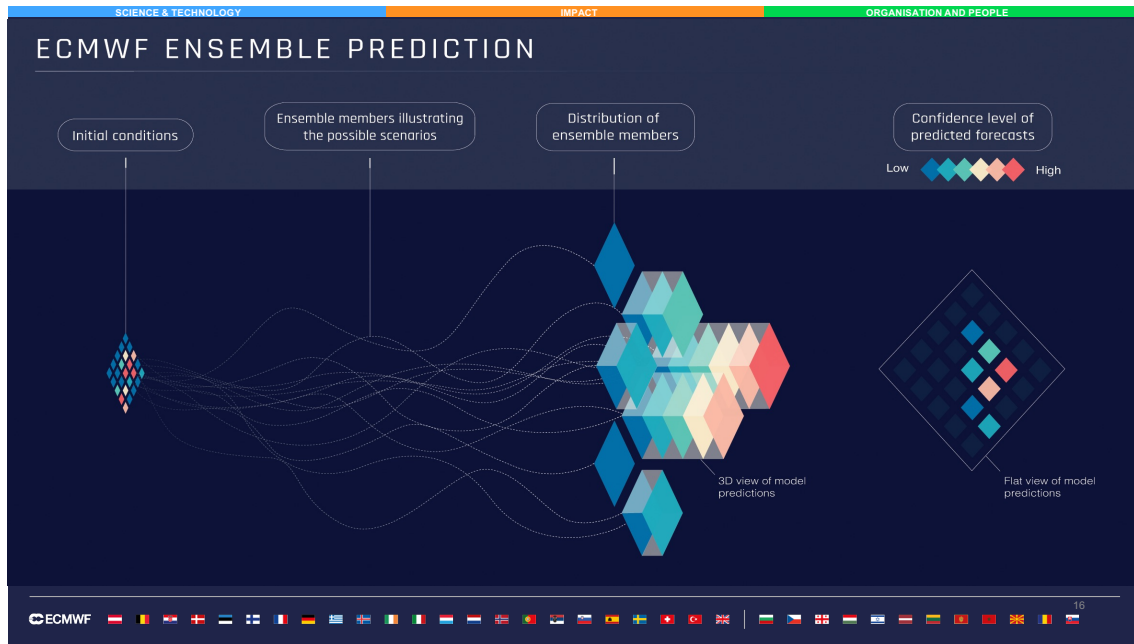 SCIENCE & TECHNOLOGY
IMPACT
ORGANISATION AND PEOPLE
ECMWF ENSEMBLE PREDICTION
Initial conditions
Ensemble members illustrating
the possible scenarios
Distribution of
ensemble members
Confidence level of
predicted forecasts
Low
High
3D view of model
predictions
Flat view of model
predictions
16
ECMWF